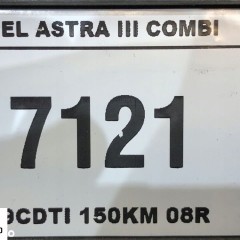 EL ASTRA III COMBI
7121
9CDTI 150KM 08R